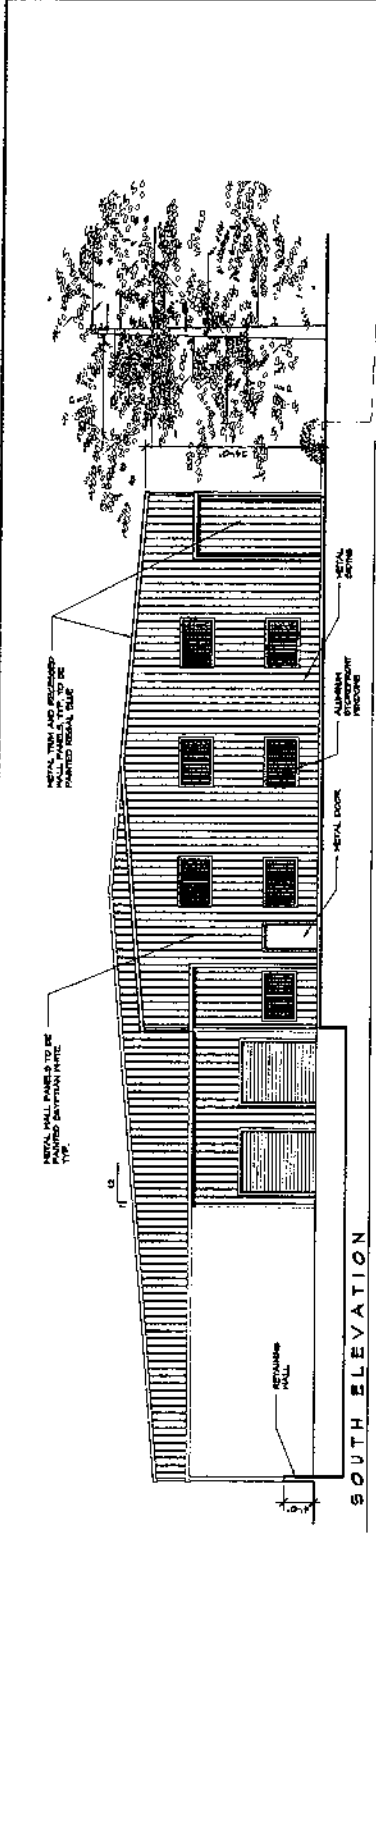 METAL WALL PANELS TO BE
PAINTED EGYPTIAN WHITE
TYP.
METAL TRIM AND RECESSED
WALL PANELS, TYP. TO BE
PAINTED REGAL BLUE
12
RETAINING
WALL
METAL DOOR
ALUMINUM
STOREFRONT
WINDOWS
METAL
SIDING
SOUTH ELEVATION